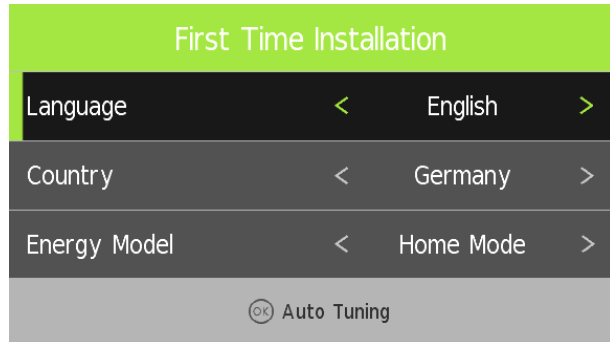 First Time Installation
Language < English >
Country < Germany >
Energy Model < Home Mode >
OK Auto Tuning